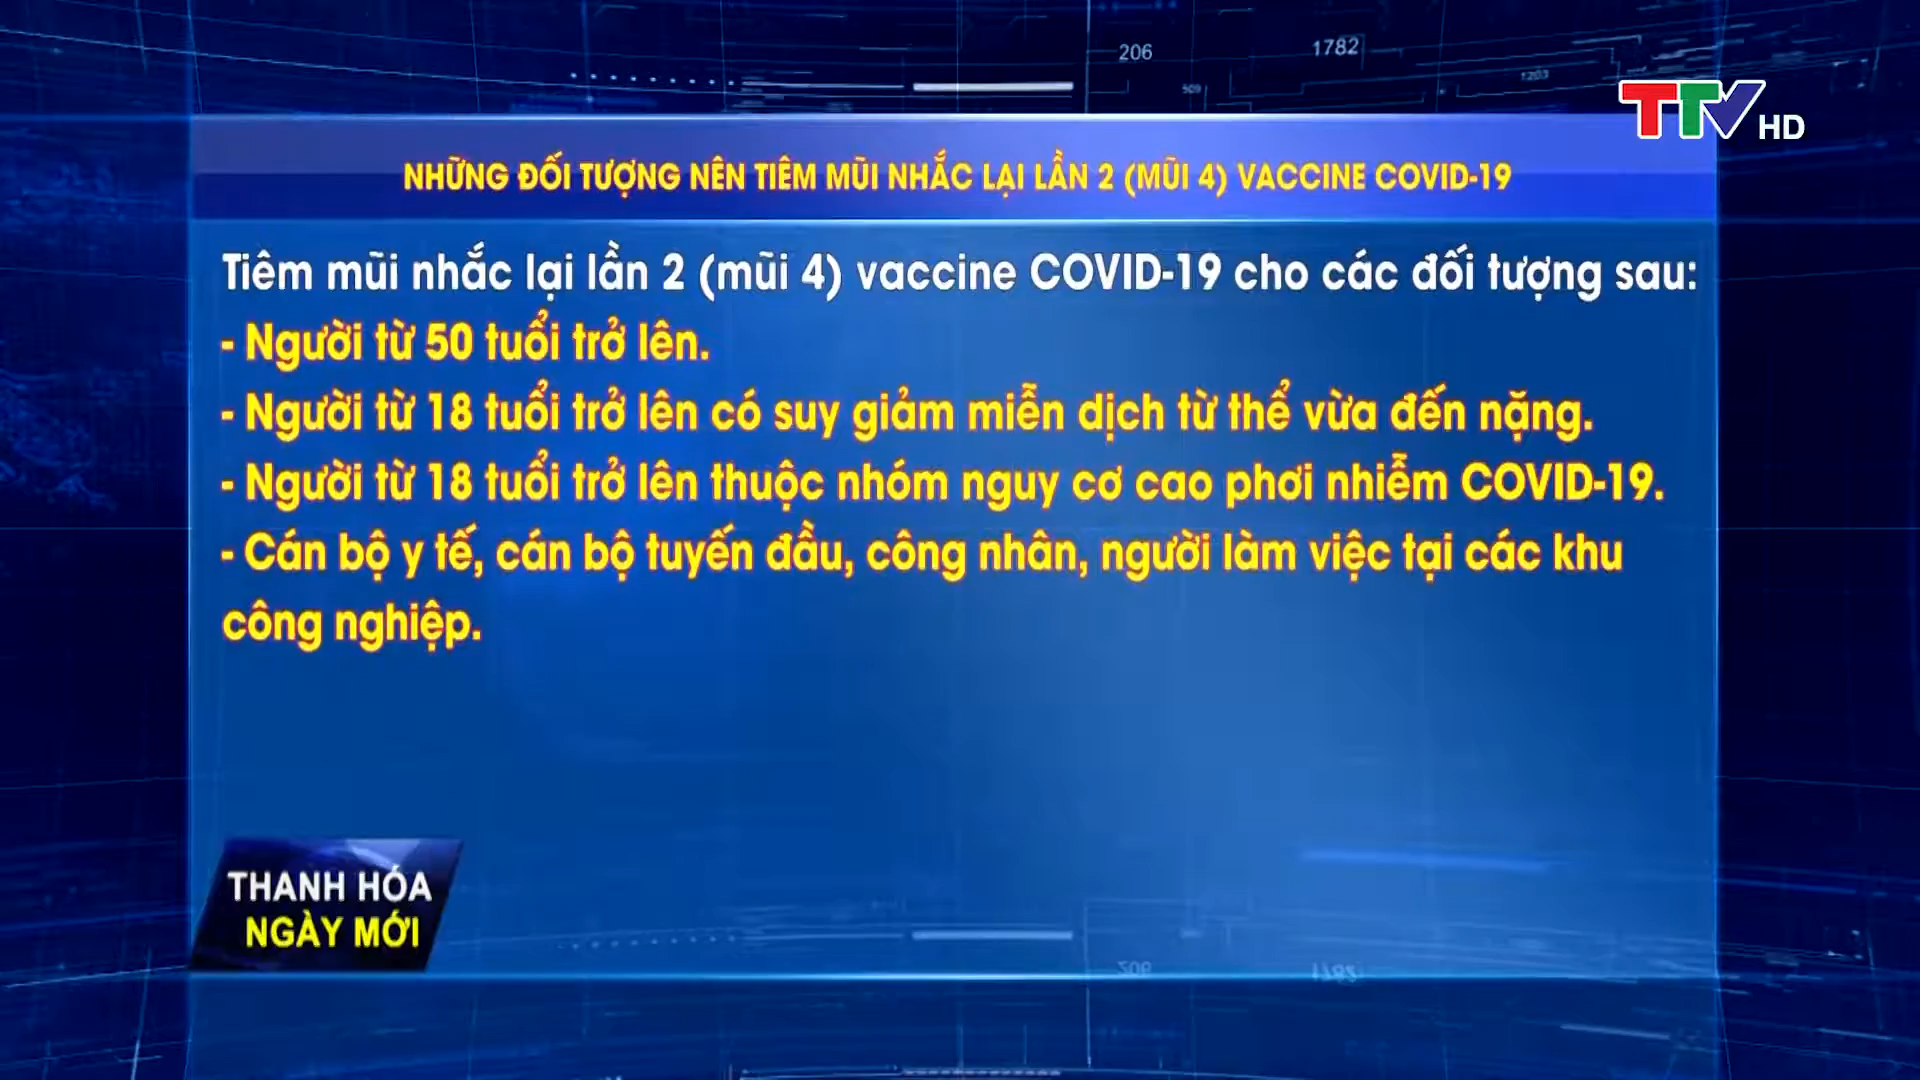 206
1782
509
1203
TTV HD
NHỮNG ĐỐI TƯỢNG NÊN TIÊM MŨI NHẮC LẠI LẦN 2 (MŨI 4) VACCINE COVID-19
Tiêm mũi nhắc lại lần 2 (mũi 4) vaccine COVID-19 cho các đối tượng sau:
- Người từ 50 tuổi trở lên.
- Người từ 18 tuổi trở lên có suy giảm miễn dịch từ thể vừa đến nặng.
- Người từ 18 tuổi trở lên thuộc nhóm nguy cơ cao phơi nhiễm COVID-19.
- Cán bộ y tế, cán bộ tuyến đầu, công nhân, người làm việc tại các khu
công nghiệp.
THANH HÓA
NGÀY MỚI
206
1782